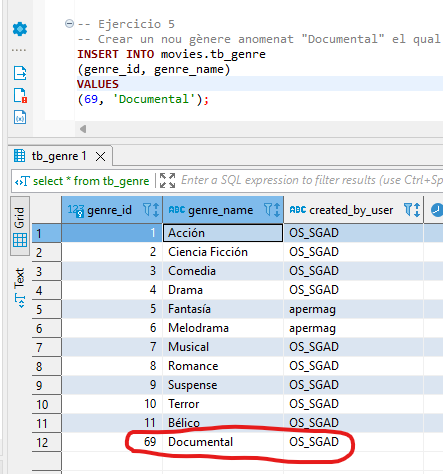 -- Ejercicio 5
-- Crear un nou gènere anomenat "Documental" el qual
INSERT INTO movies.tb_genre
(genre_id, genre_name)
VALUES
(69, 'Documental');
tb_genre 1
select * from tb_genre Enter a SQL expression to filter results (use Ctrl+Sp
Grid
Text
genre_id ABC genre_name ABC created_by_user
1 1 Acción OS_SGAD
2 2 Ciencia Ficción OS_SGAD
3 3 Comedia OS_SGAD
4 4 Drama OS_SGAD
5 5 Fantasía apermag
6 6 Melodrama apermag
7 7 Musical OS_SGAD
8 8 Romance OS_SGAD
9 9 Suspense OS_SGAD
10 10 Terror OS_SGAD
11 11 Bélico OS_SGAD
12 69 Documental OS_SGAD